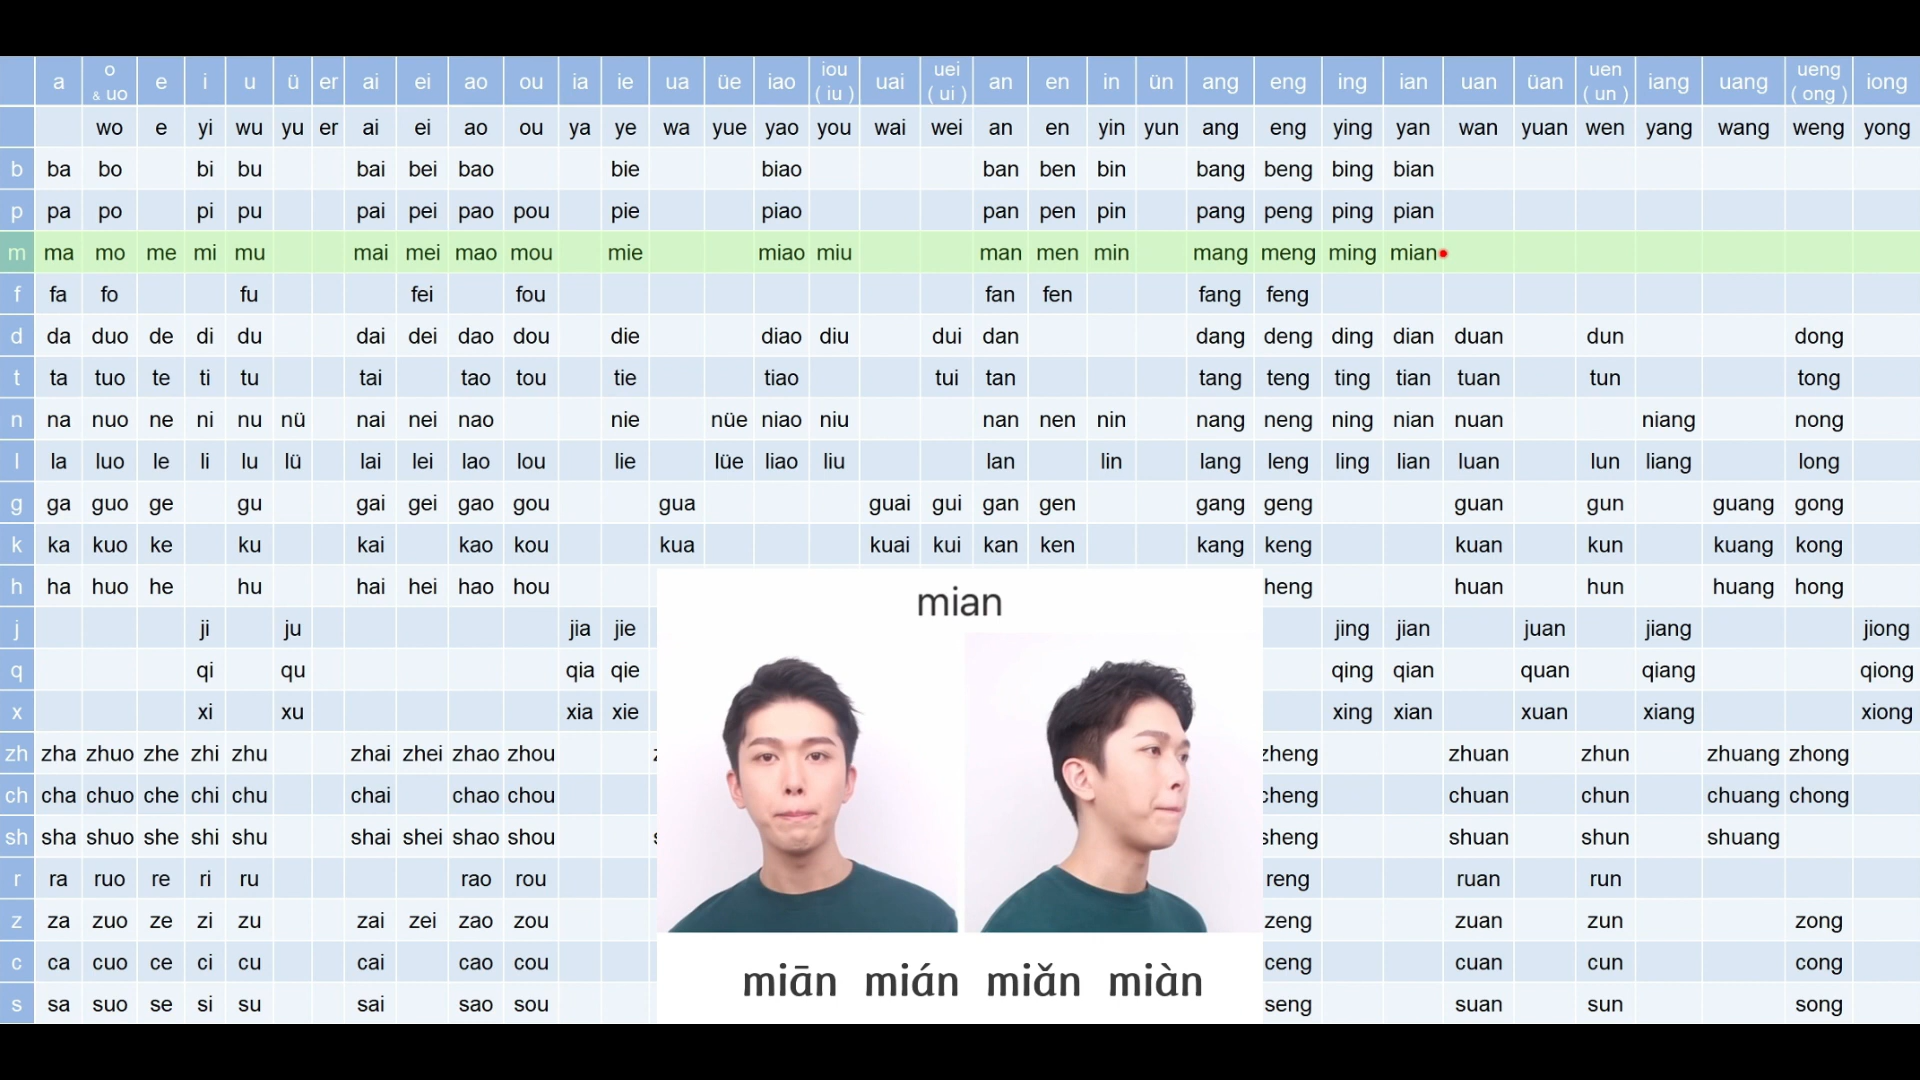 a o & uo e i u ü er ai ei ao ou ia ie ua üe iao iou ( iu ) uai uei ( ui ) an en in ün ang eng ing ian uan üan uen ( un ) iang uang ueng ( ong ) iong
wo e yi wu yu er ai ei ao ou ya ye wa yue yao you wai wei an en yin yun ang eng ying yan wan yuan wen yang wang weng yong
b ba bo bi bu bai bei bao bie biao ban ben bin bang beng bing bian
p pa po pi pu pai pei pao pou pie piao pan pen pin pang peng ping pian
m ma mo me mi mu mai mei mao mou mie miao miu man men min mang meng ming mian
f fa fo fu fei fou fan fen fang feng
d da duo de di du dai dei dao dou die diao diu dui dan dang deng ding dian duan dun dong
t ta tuo te ti tu tai tao tou tie tiao tui tan tang teng ting tian tuan tun tong
n na nuo ne ni nu nü nai nei nao nie nüe niao niu nan nen nin nang neng ning nian nuan niang nong
l la luo le li lu lü lai lei lao lou lie lüe liao liu lan lin lang leng ling lian luan lun liang long
g ga guo ge gu gai gei gao gou gua guai gui gan gen gang geng guan gun guang gong
k ka kuo ke ku kai kao kou kua kuai kui kan ken kang keng kuan kun kuang kong
h ha huo he hu hai hei hao hou heng huan hun huang hong
mian
j ji ju jia jie jing jian juan jiang jiong
q qi qu qia qie qing qian quan qiang qiong
x xi xu xia xie xing xian xuan xiang xiong
zh zha zhuo zhe zhi zhu zhai zhei zhao zhou zheng zhuan zhun zhuang zhong
ch cha chuo che chi chu chai chao chou cheng chuan chun chuang chong
sh sha shuo she shi shu shai shei shao shou sheng shuan shun shuang
r ra ruo re ri ru rao rou reng ruan run
z za zuo ze zi zu zai zei zao zou zeng zuan zun zong
c ca cuo ce ci cu cai cao cou ceng cuan cun cong
miān mián miǎn miàn
s sa suo se si su sai sao sou seng suan sun song